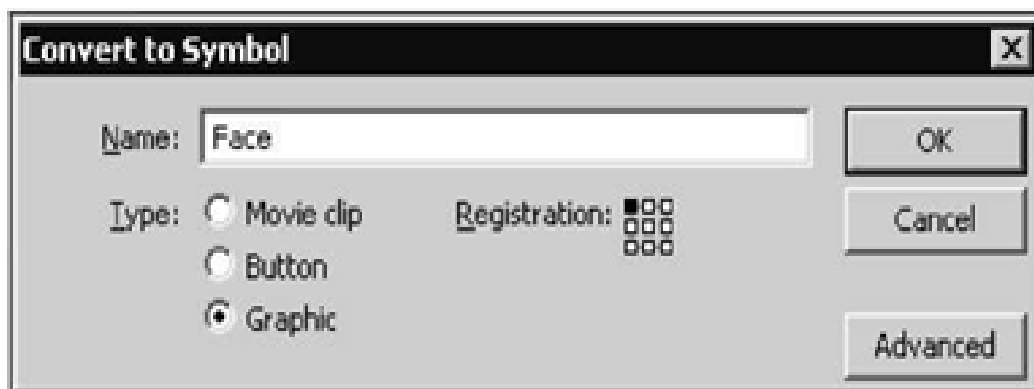 Convert to Symbol X
Name: Face OK
Type: Movie clip Registration: Cancel
Button
Graphic
Advanced